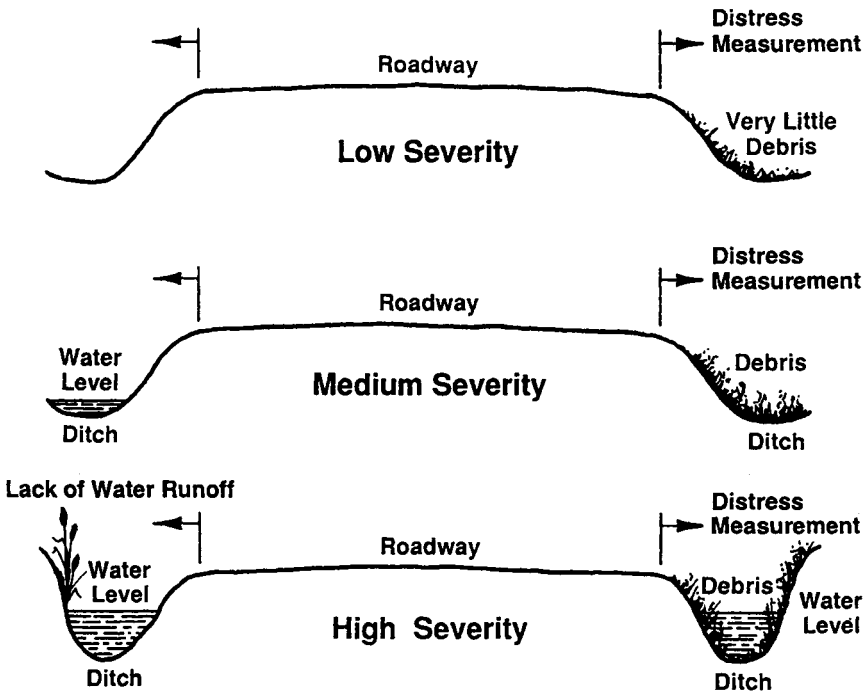 Distress
Measurement
Roadway
Very Little
Debris
Low Severity
Distress
Measurement
Roadway
Water
Level
Debris
Medium Severity
Ditch
Ditch
Lack of Water Runoff
Distress
Measurement
Roadway
Water
Level
Debris
Water
Level
High Severity
Ditch
Ditch